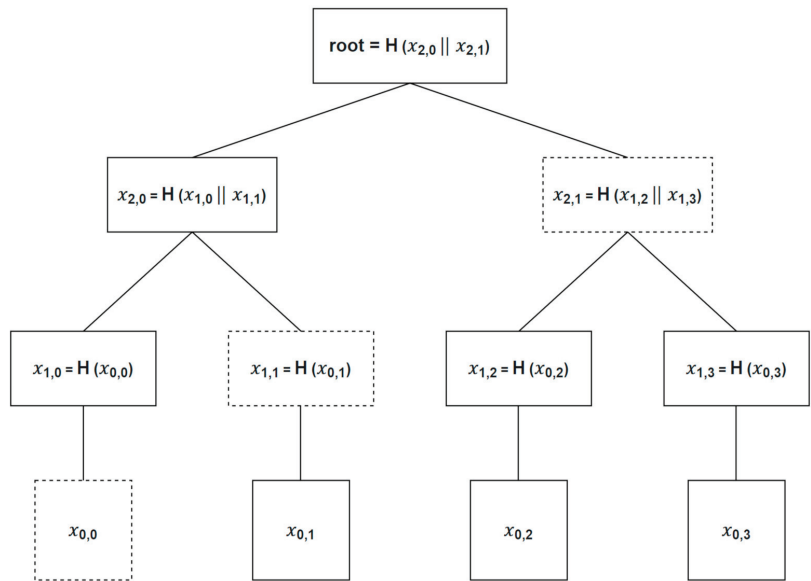 root = H (x₂,₀ || x₂,₁)
x₂,₀ = H (x₁,₀ || x₁,₁)
x₂,₁ = H (x₁,₂ || x₁,₃)
x₁,₀ = H (x₀,₀)
x₁,₁ = H (x₀,₁)
x₁,₂ = H (x₀,₂)
x₁,₃ = H (x₀,₃)
x₀,₀
x₀,₁
x₀,₂
x₀,₃